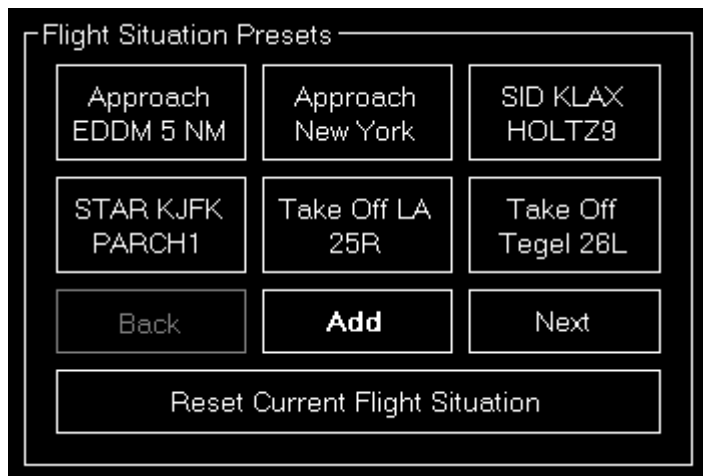 Flight Situation Presets
Approach
EDDM 5 NM
Approach
New York
SID KLAX
HOLTZ9
STAR KJFK
PARCH1
Take Off LA
25R
Take Off
Tegel 26L
Back
Add
Next
Reset Current Flight Situation